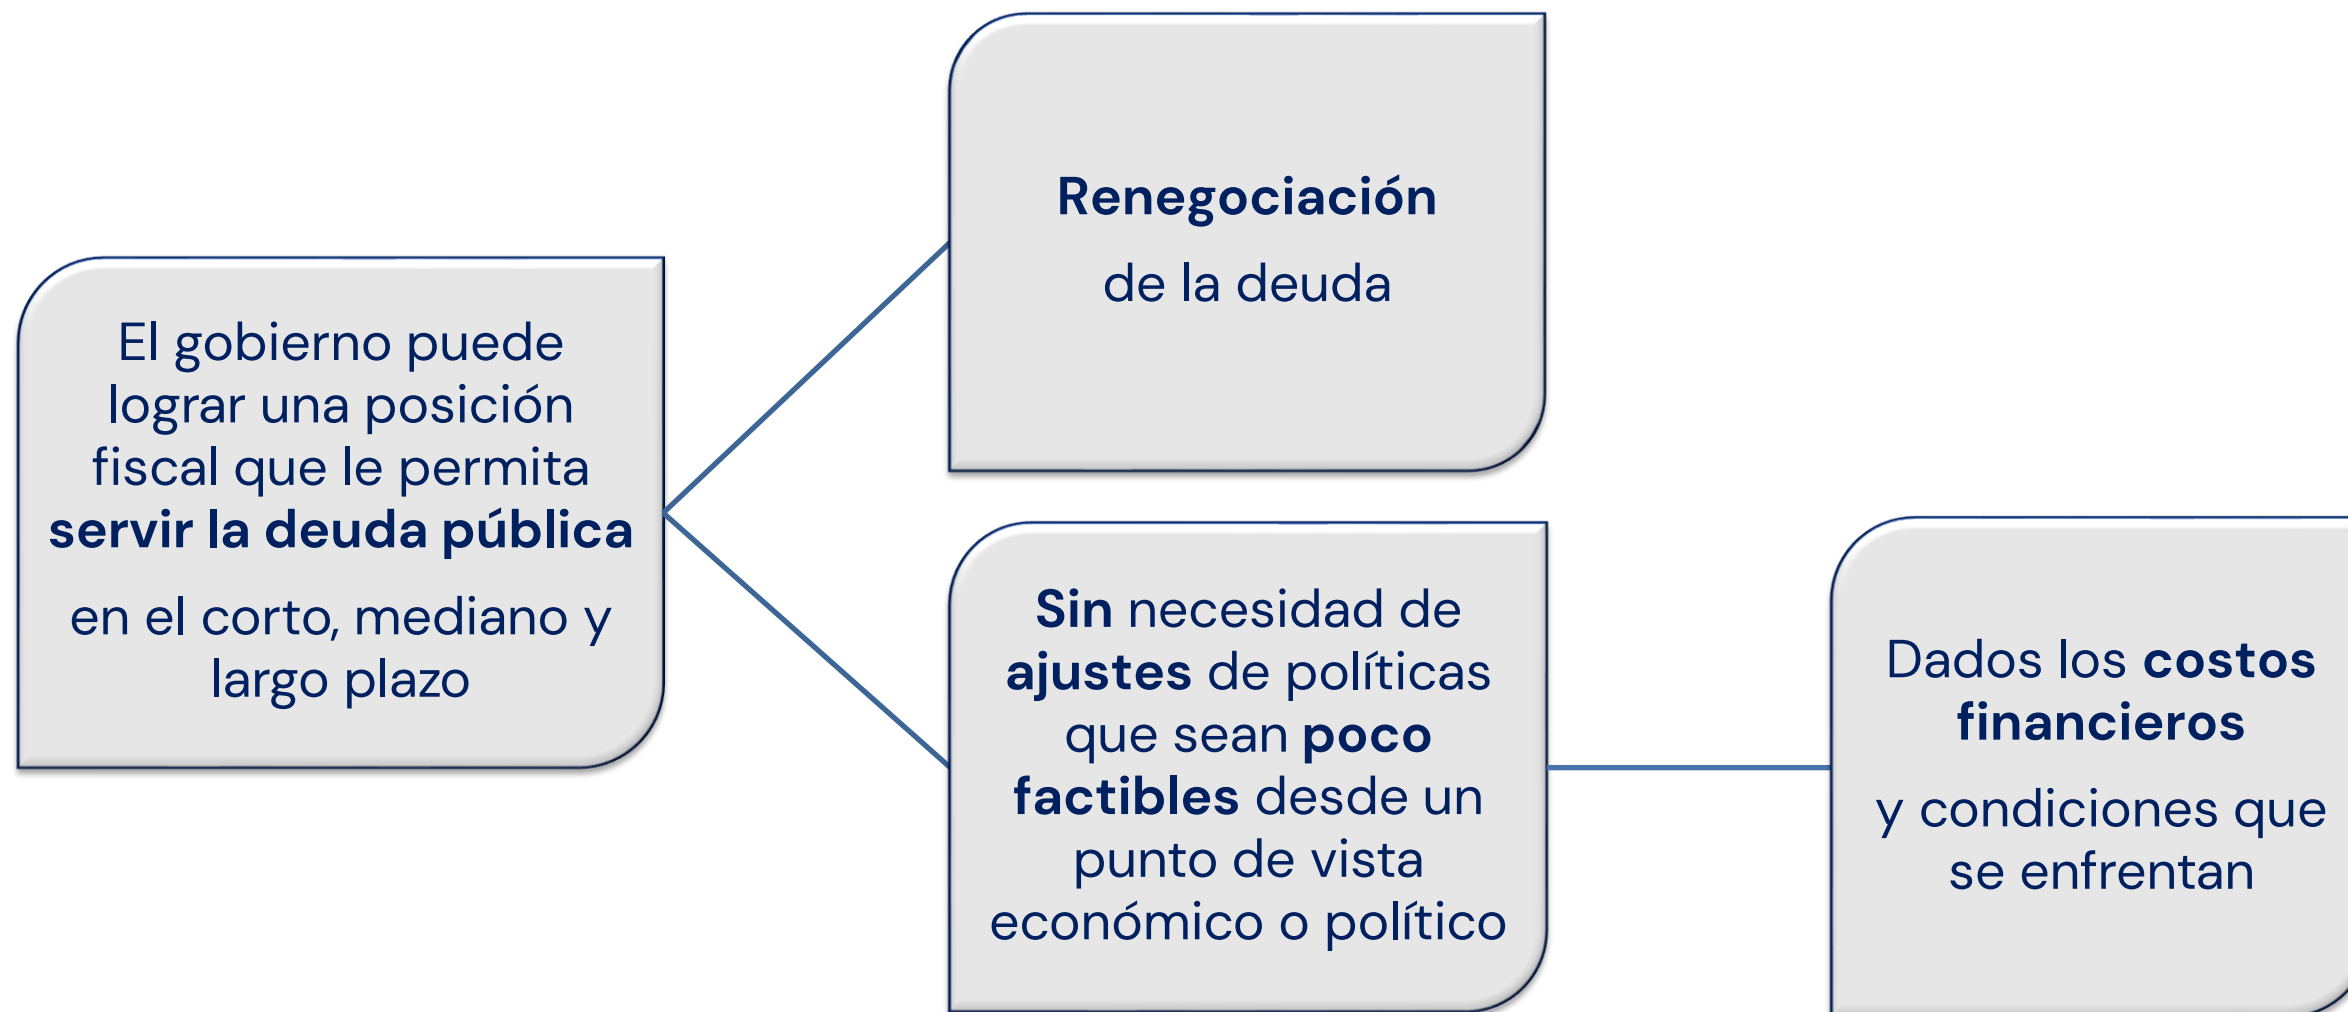 El gobierno puede
lograr una posición
fiscal que le permita
servir la deuda pública
en el corto, mediano y
largo plazo
Renegociación
de la deuda
Sin necesidad de
ajustes de políticas
que sean poco
factibles desde un
punto de vista
económico o político
Dados los costos
financieros
y condiciones que
se enfrentan